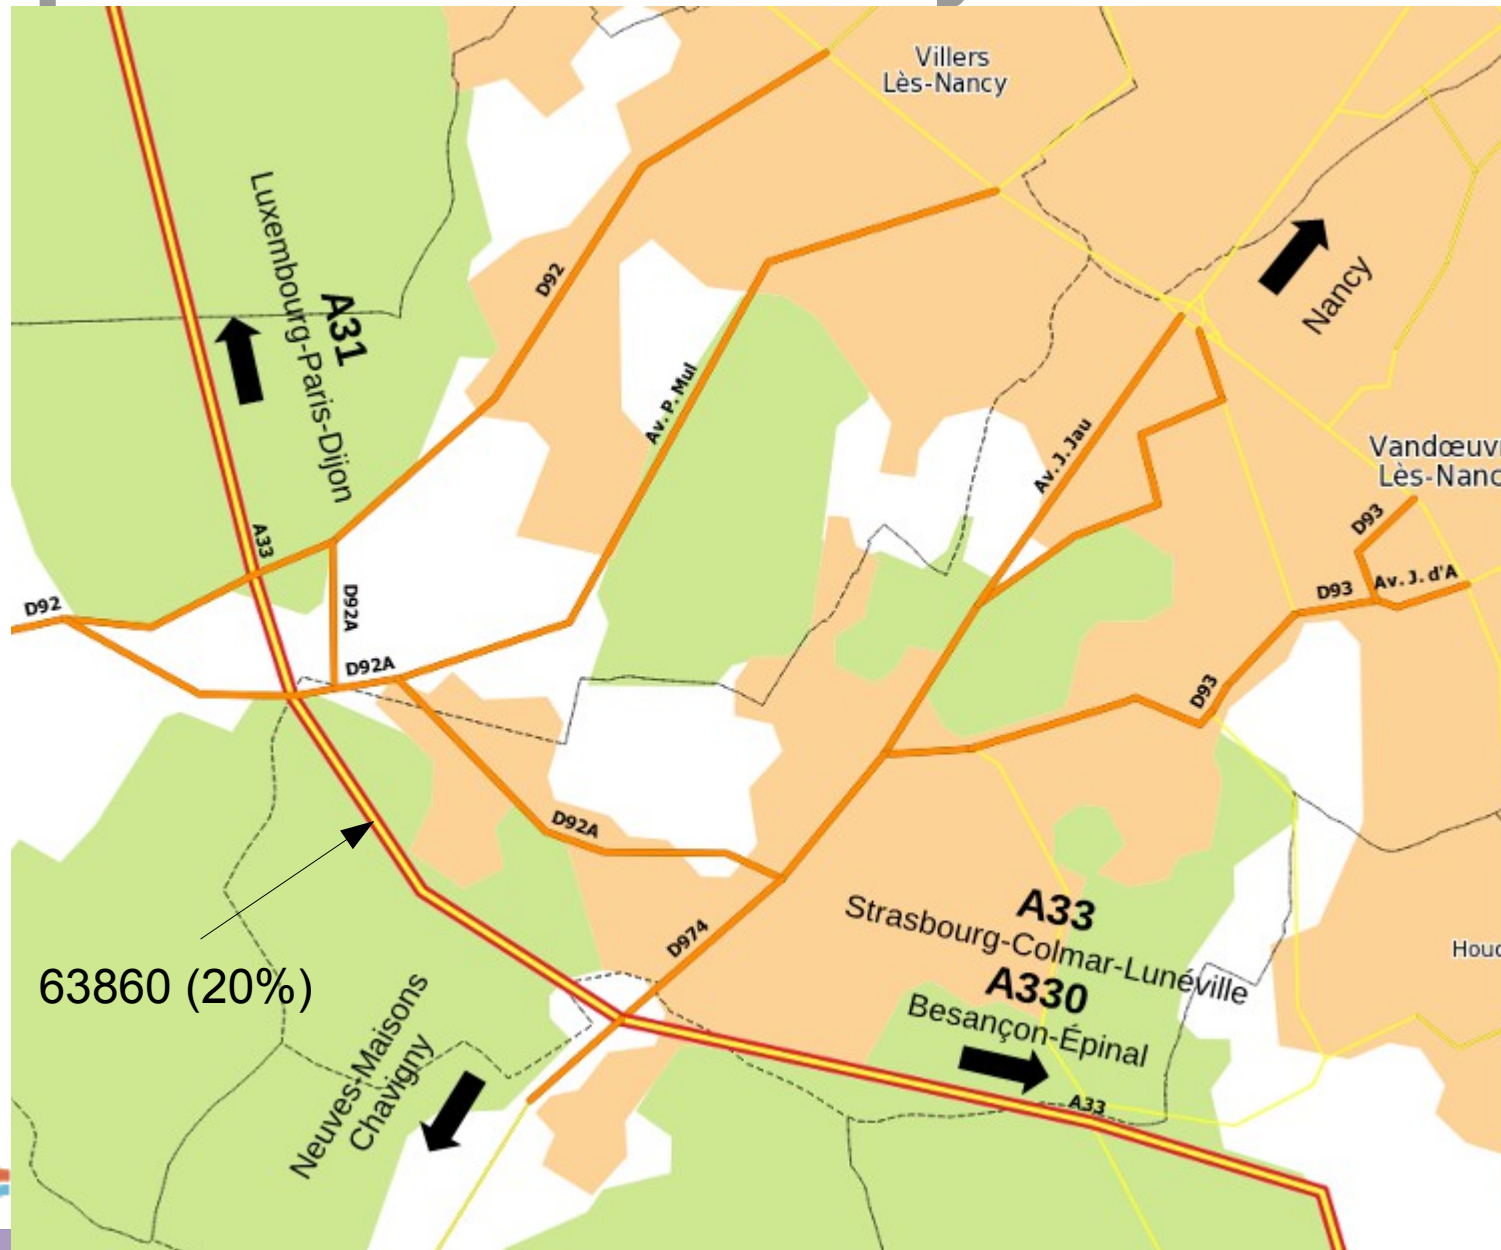 Villers
Lès-Nancy
Luxembourg-Paris-Dijon
A31
D92
Nancy
Av. P. Mul
Av. J. Jau
Vandœuv
Lès-Nanc
D93
A33
D92
D92A
D93
Av. J. d'A
D92A
D93
D92A
A33
Strasbourg-Colmar-Lunéville
D974
Houd
63860 (20%)
A330
Besançon-Épinal
Neuves-Maisons
Chavigny
A33